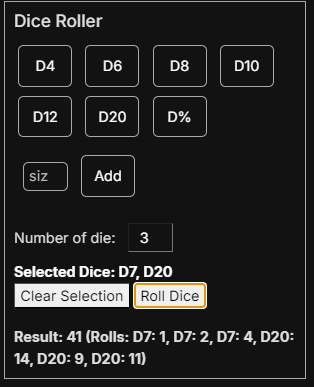 Dice Roller
D4 D6 D8 D10
D12 D20 D%
siz Add
Number of die: 3
Selected Dice: D7, D20
Clear Selection Roll Dice
Result: 41 (Rolls: D7: 1, D7: 2, D7: 4, D20:
14, D20: 9, D20: 11)